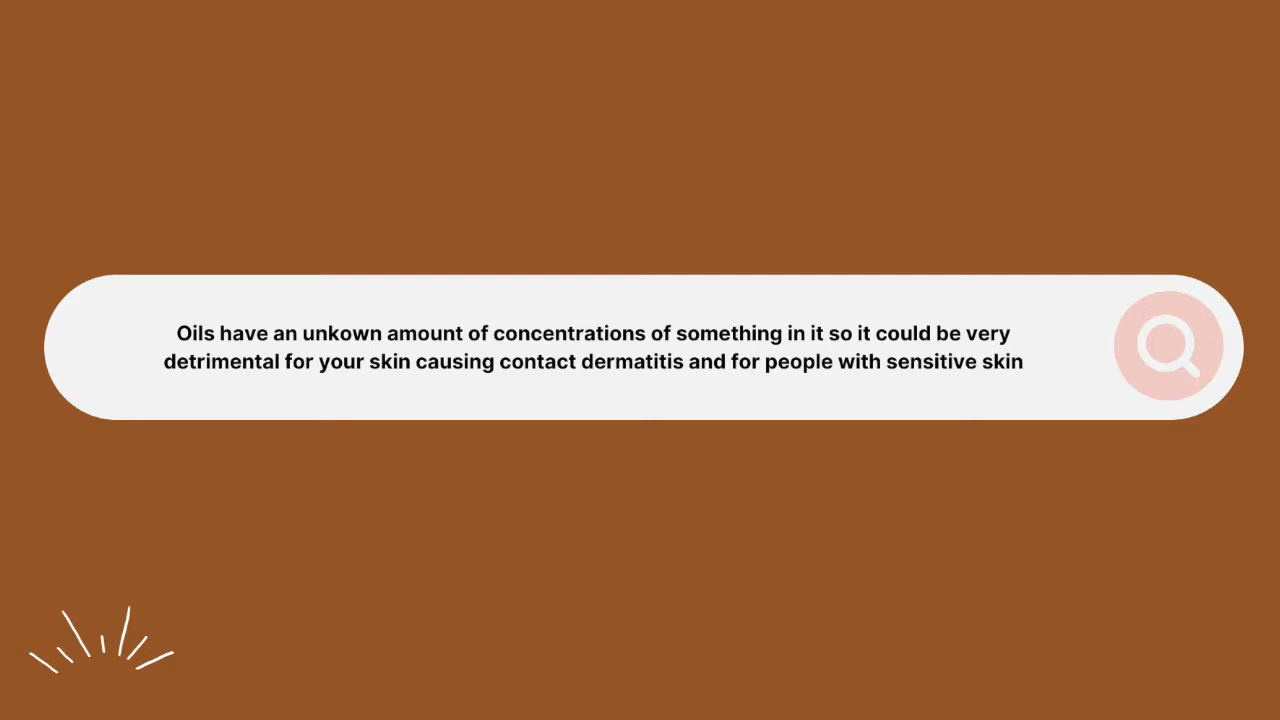 Oils have an unkown amount of concentrations of something in it so it could be very
detrimental for your skin causing contact dermatitis and for people with sensitive skin